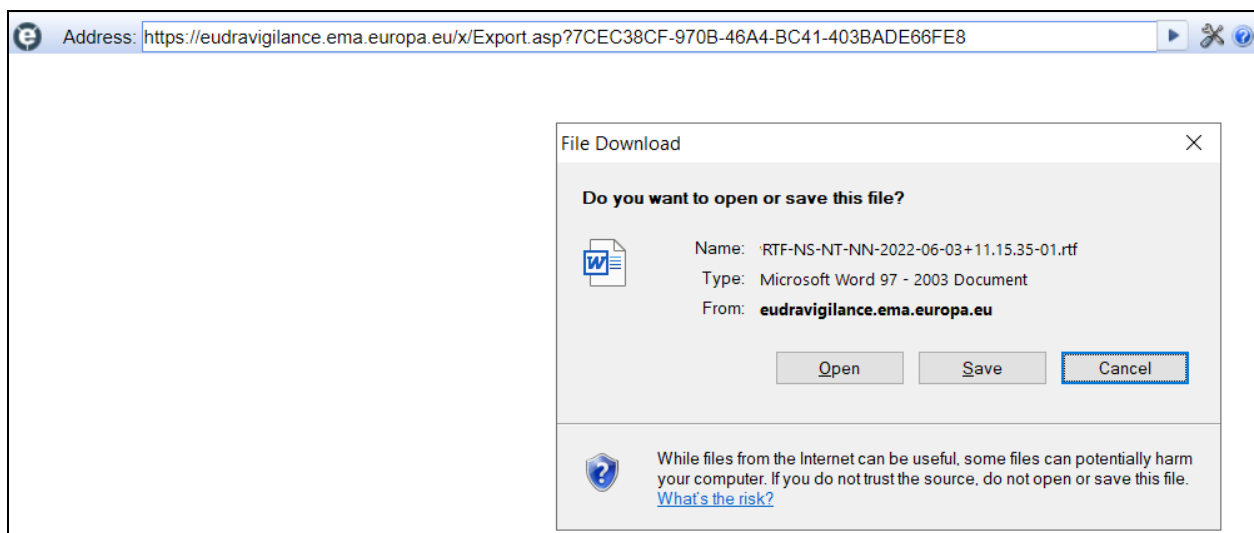 Address: https://eudravigilance.ema.europa.eu/x/Export.asp?7CEC38CF-970B-46A4-BC41-403BADE66FE8
File Download
Do you want to open or save this file?
Name: RTF-NS-NT-NN-2022-06-03+11.15.35-01.rtf
Type: Microsoft Word 97 - 2003 Document
From: eudravigilance.ema.europa.eu
Open Save Cancel
While files from the Internet can be useful, some files can potentially harm
your computer. If you do not trust the source, do not open or save this file.
What's the risk?